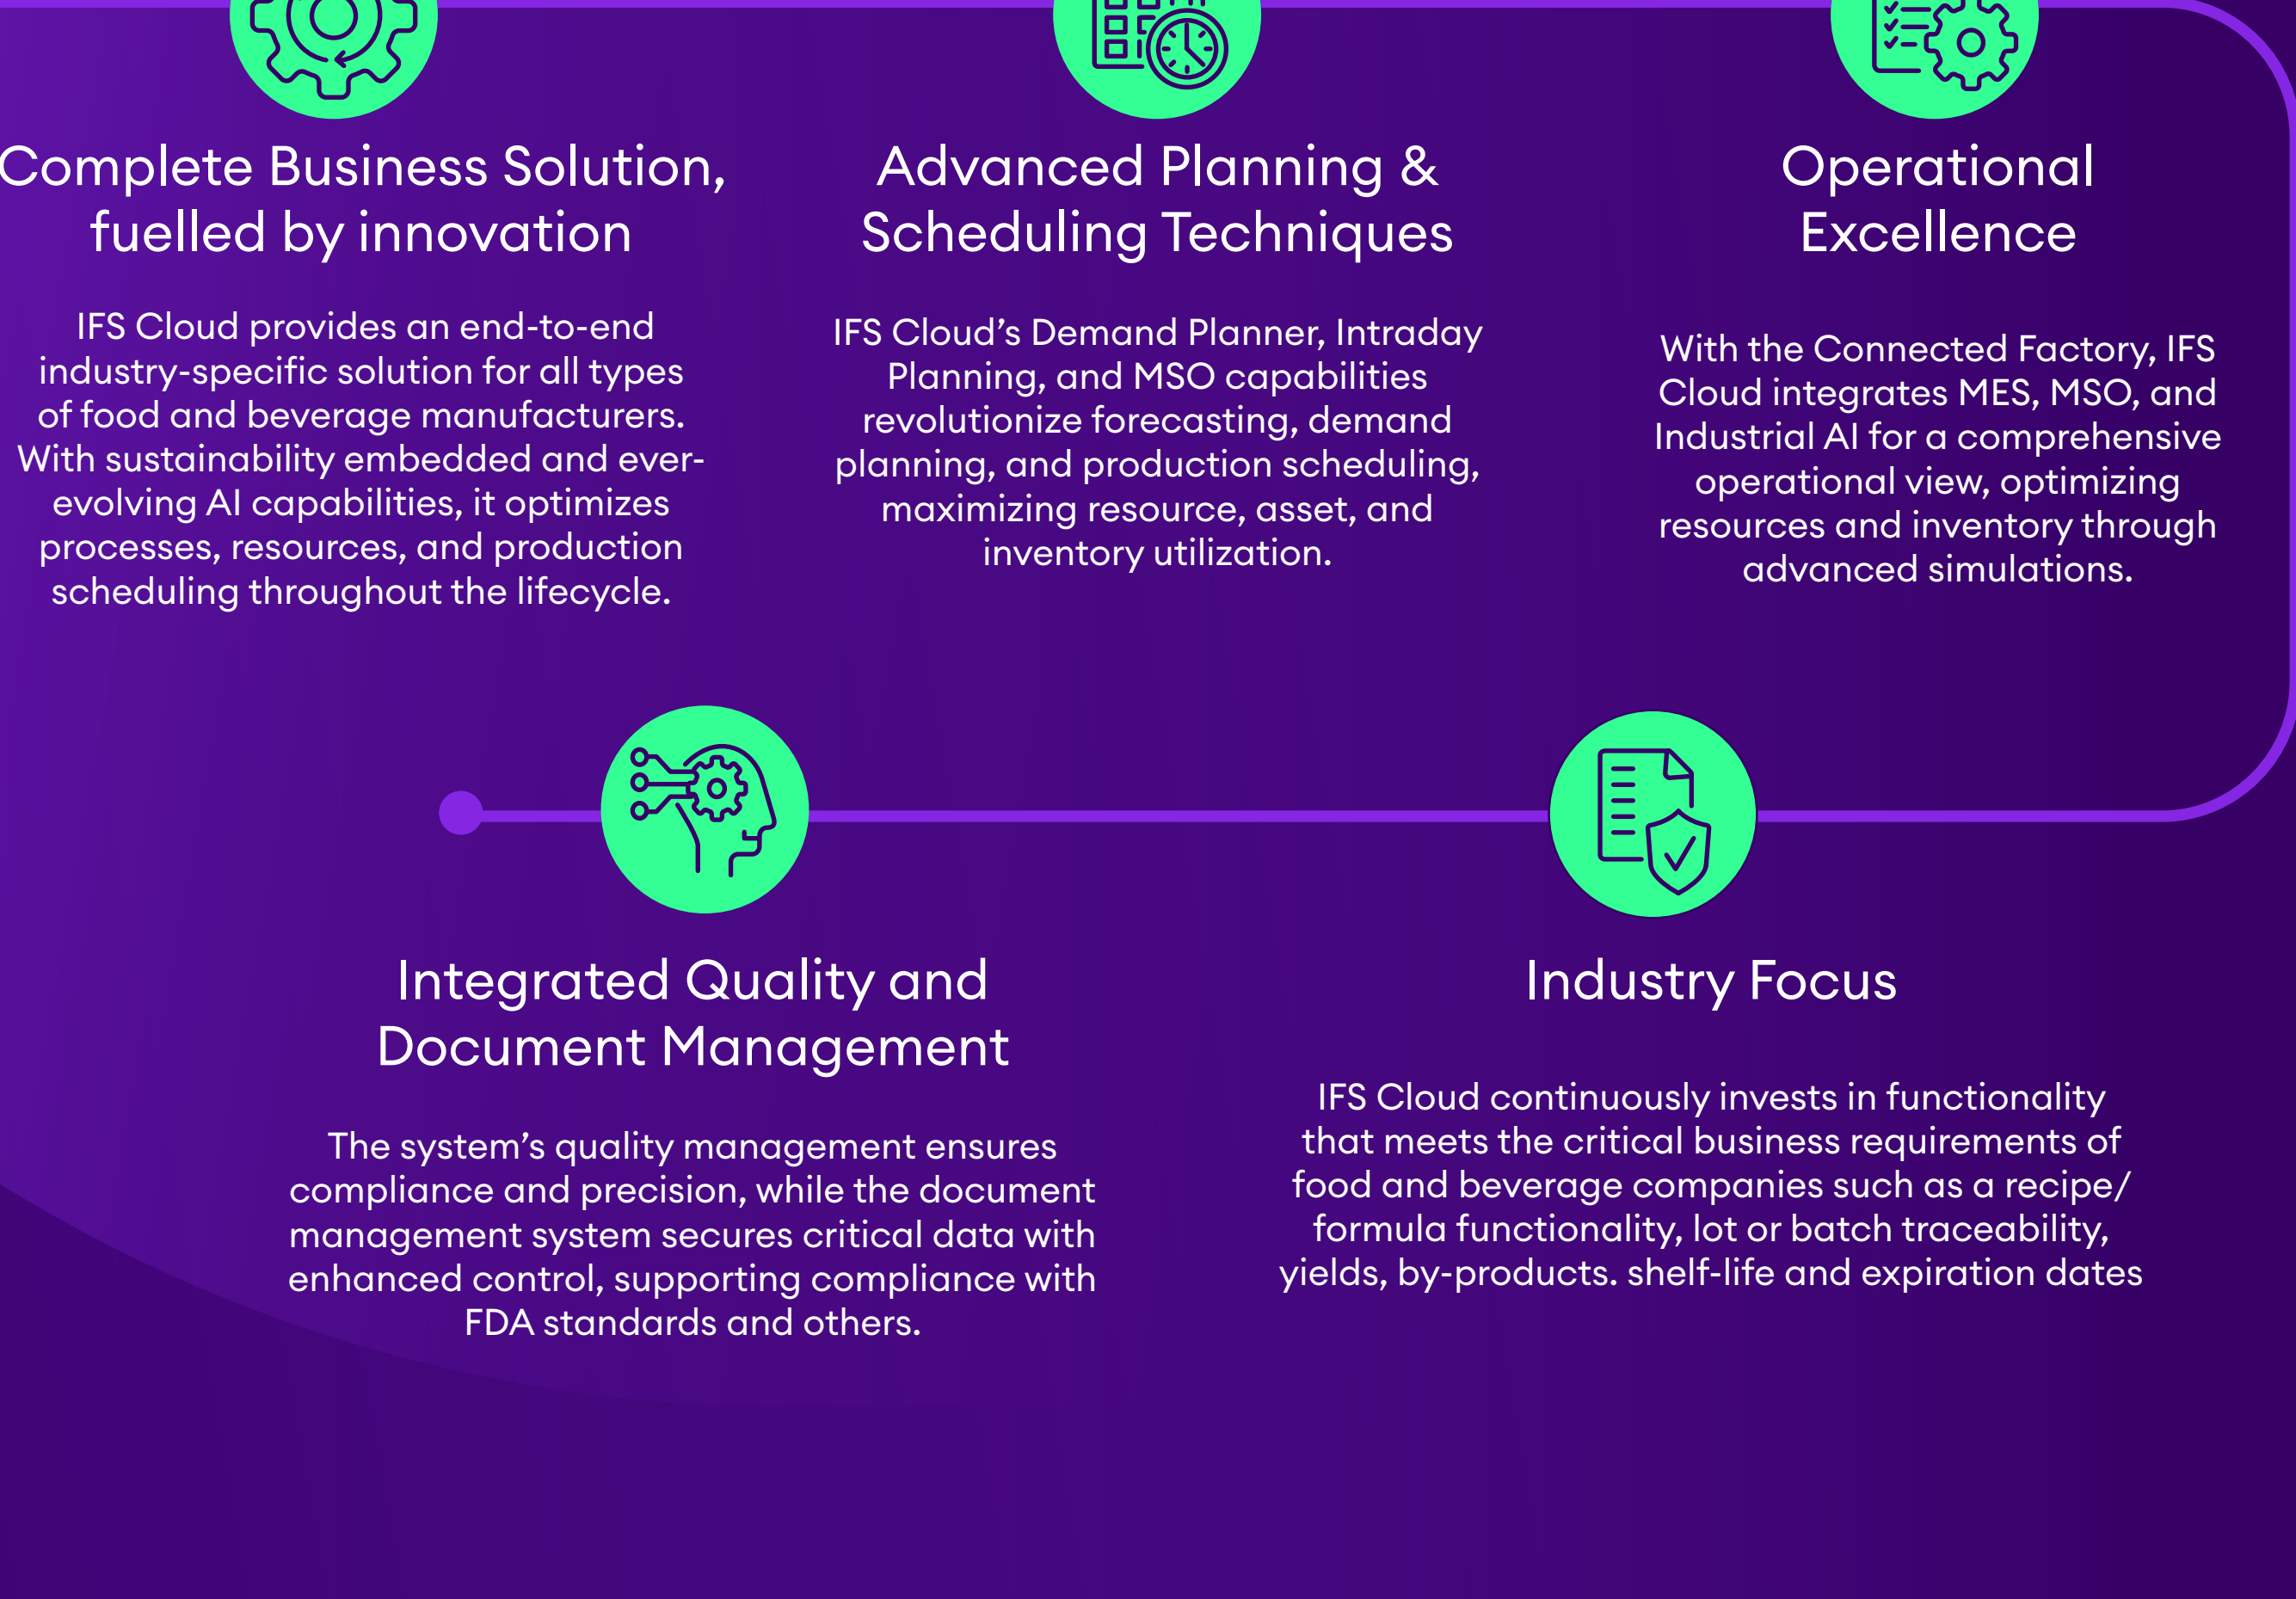 Complete Business Solution,
fuelled by innovation
IFS Cloud provides an end-to-end
industry-specific solution for all types
of food and beverage manufacturers.
With sustainability embedded and ever-
evolving AI capabilities, it optimizes
processes, resources, and production
scheduling throughout the lifecycle.
Advanced Planning &
Scheduling Techniques
IFS Cloud’s Demand Planner, Intraday
Planning, and MSO capabilities
revolutionize forecasting, demand
planning, and production scheduling,
maximizing resource, asset, and
inventory utilization.
Operational
Excellence
With the Connected Factory, IFS
Cloud integrates MES, MSO, and
Industrial AI for a comprehensive
operational view, optimizing
resources and inventory through
advanced simulations.
Integrated Quality and
Document Management
The system’s quality management ensures
compliance and precision, while the document
management system secures critical data with
enhanced control, supporting compliance with
FDA standards and others.
Industry Focus
IFS Cloud continuously invests in functionality
that meets the critical business requirements of
food and beverage companies such as a recipe/
formula functionality, lot or batch traceability,
yields, by-products. shelf-life and expiration dates